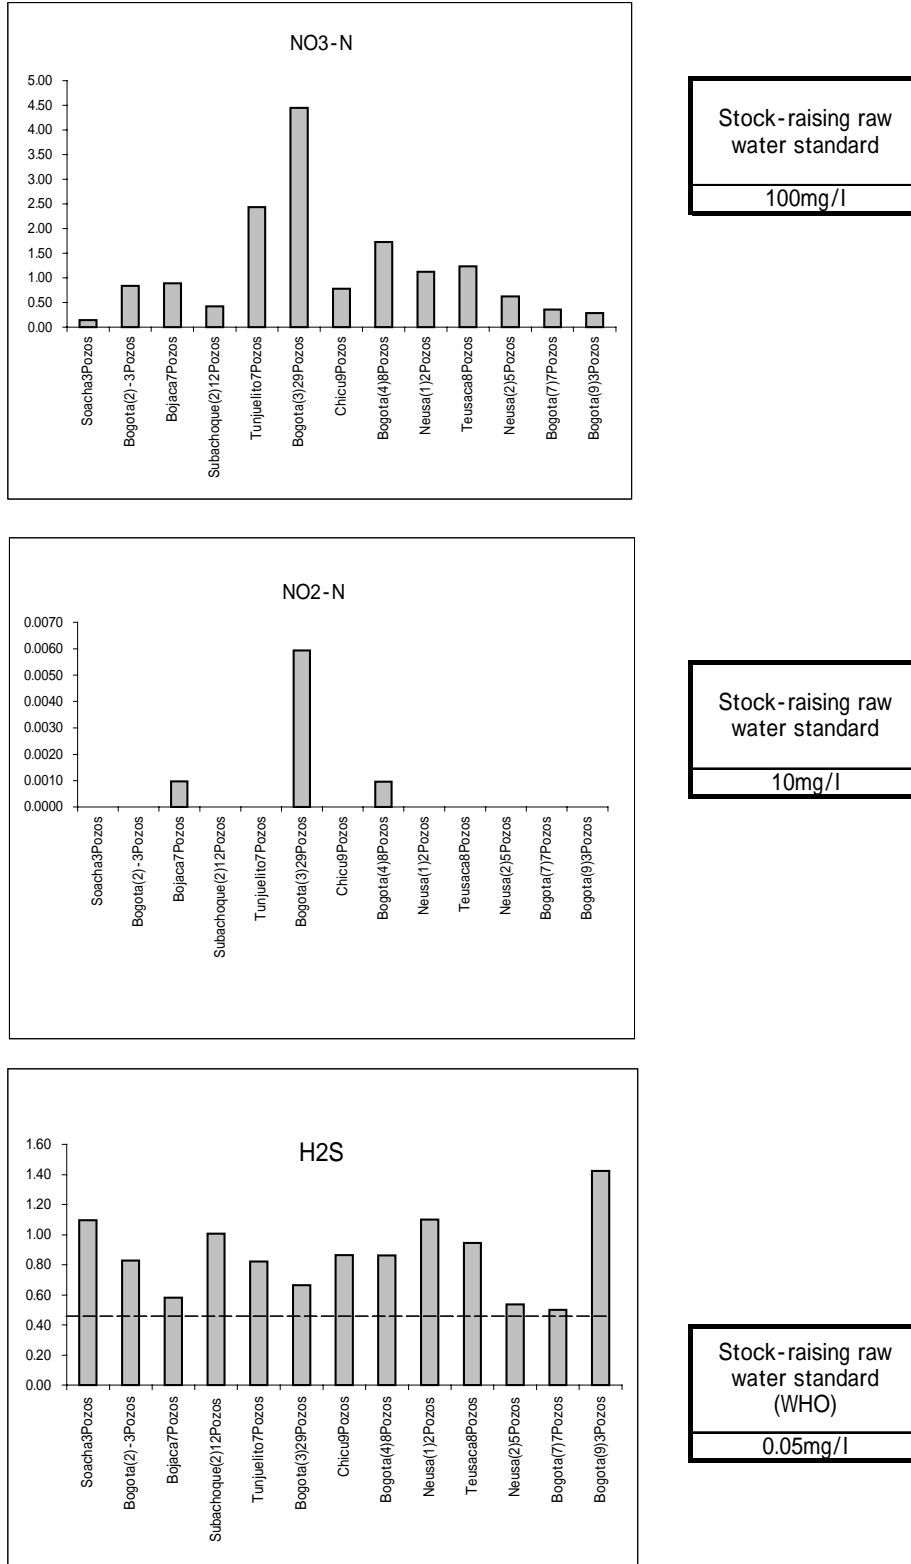 NO3-N
5.00
4.50
4.00
3.50
3.00
2.50
2.00
1.50
1.00
0.50
0.00
Soacha3Pozos
Bogota(2)-3Pozos
Bojaca7Pozos
Subachoque(2)12Pozos
Tunjuelito7Pozos
Bogota(3)29Pozos
Chicu9Pozos
Bogota(4)8Pozos
Neusa(1)2Pozos
Teusaca8Pozos
Neusa(2)5Pozos
Bogota(7)7Pozos
Bogota(9)3Pozos
Stock-raising raw
water standard
100mg/l
NO2-N
0.0070
0.0060
0.0050
0.0040
0.0030
0.0020
0.0010
0.0000
Soacha3Pozos
Bogota(2)-3Pozos
Bojaca7Pozos
Subachoque(2)12Pozos
Tunjuelito7Pozos
Bogota(3)29Pozos
Chicu9Pozos
Bogota(4)8Pozos
Neusa(1)2Pozos
Teusaca8Pozos
Neusa(2)5Pozos
Bogota(7)7Pozos
Bogota(9)3Pozos
Stock-raising raw
water standard
10mg/l
H2S
1.60
1.40
1.20
1.00
0.80
0.60
0.40
0.20
0.00
Soacha3Pozos
Bogota(2)-3Pozos
Bojaca7Pozos
Subachoque(2)12Pozos
Tunjuelito7Pozos
Bogota(3)29Pozos
Chicu9Pozos
Bogota(4)8Pozos
Neusa(1)2Pozos
Teusaca8Pozos
Neusa(2)5Pozos
Bogota(7)7Pozos
Bogota(9)3Pozos
Stock-raising raw
water standard
(WHO)
0.05mg/l